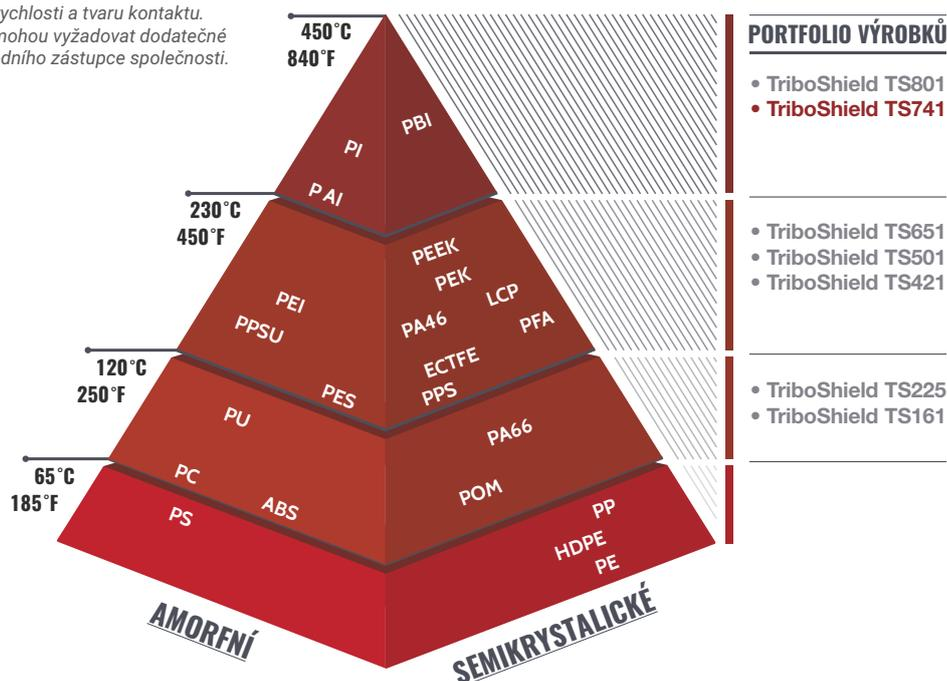 rychlosti a tvaru kontaktu.
mohou vyžadovat dodatečné
dního zástupce společnosti.
450°C
840°F
PORTFOLIO VÝROBKŮ
• TriboShield TS801
• TriboShield TS741
PBI
PI
PAI
230°C
450°F
• TriboShield TS651
• TriboShield TS501
• TriboShield TS421
PEEK
PEK
LCP
PEI
PA46
PFA
PPSU
ECTFE
PES
PPS
120°C
250°F
• TriboShield TS225
• TriboShield TS161
PU
PA66
PC
POM
ABS
65°C
185°F
PS
PP
HDPE
PE
AMORFNÍ
SEMIKRYSTALICKÉ